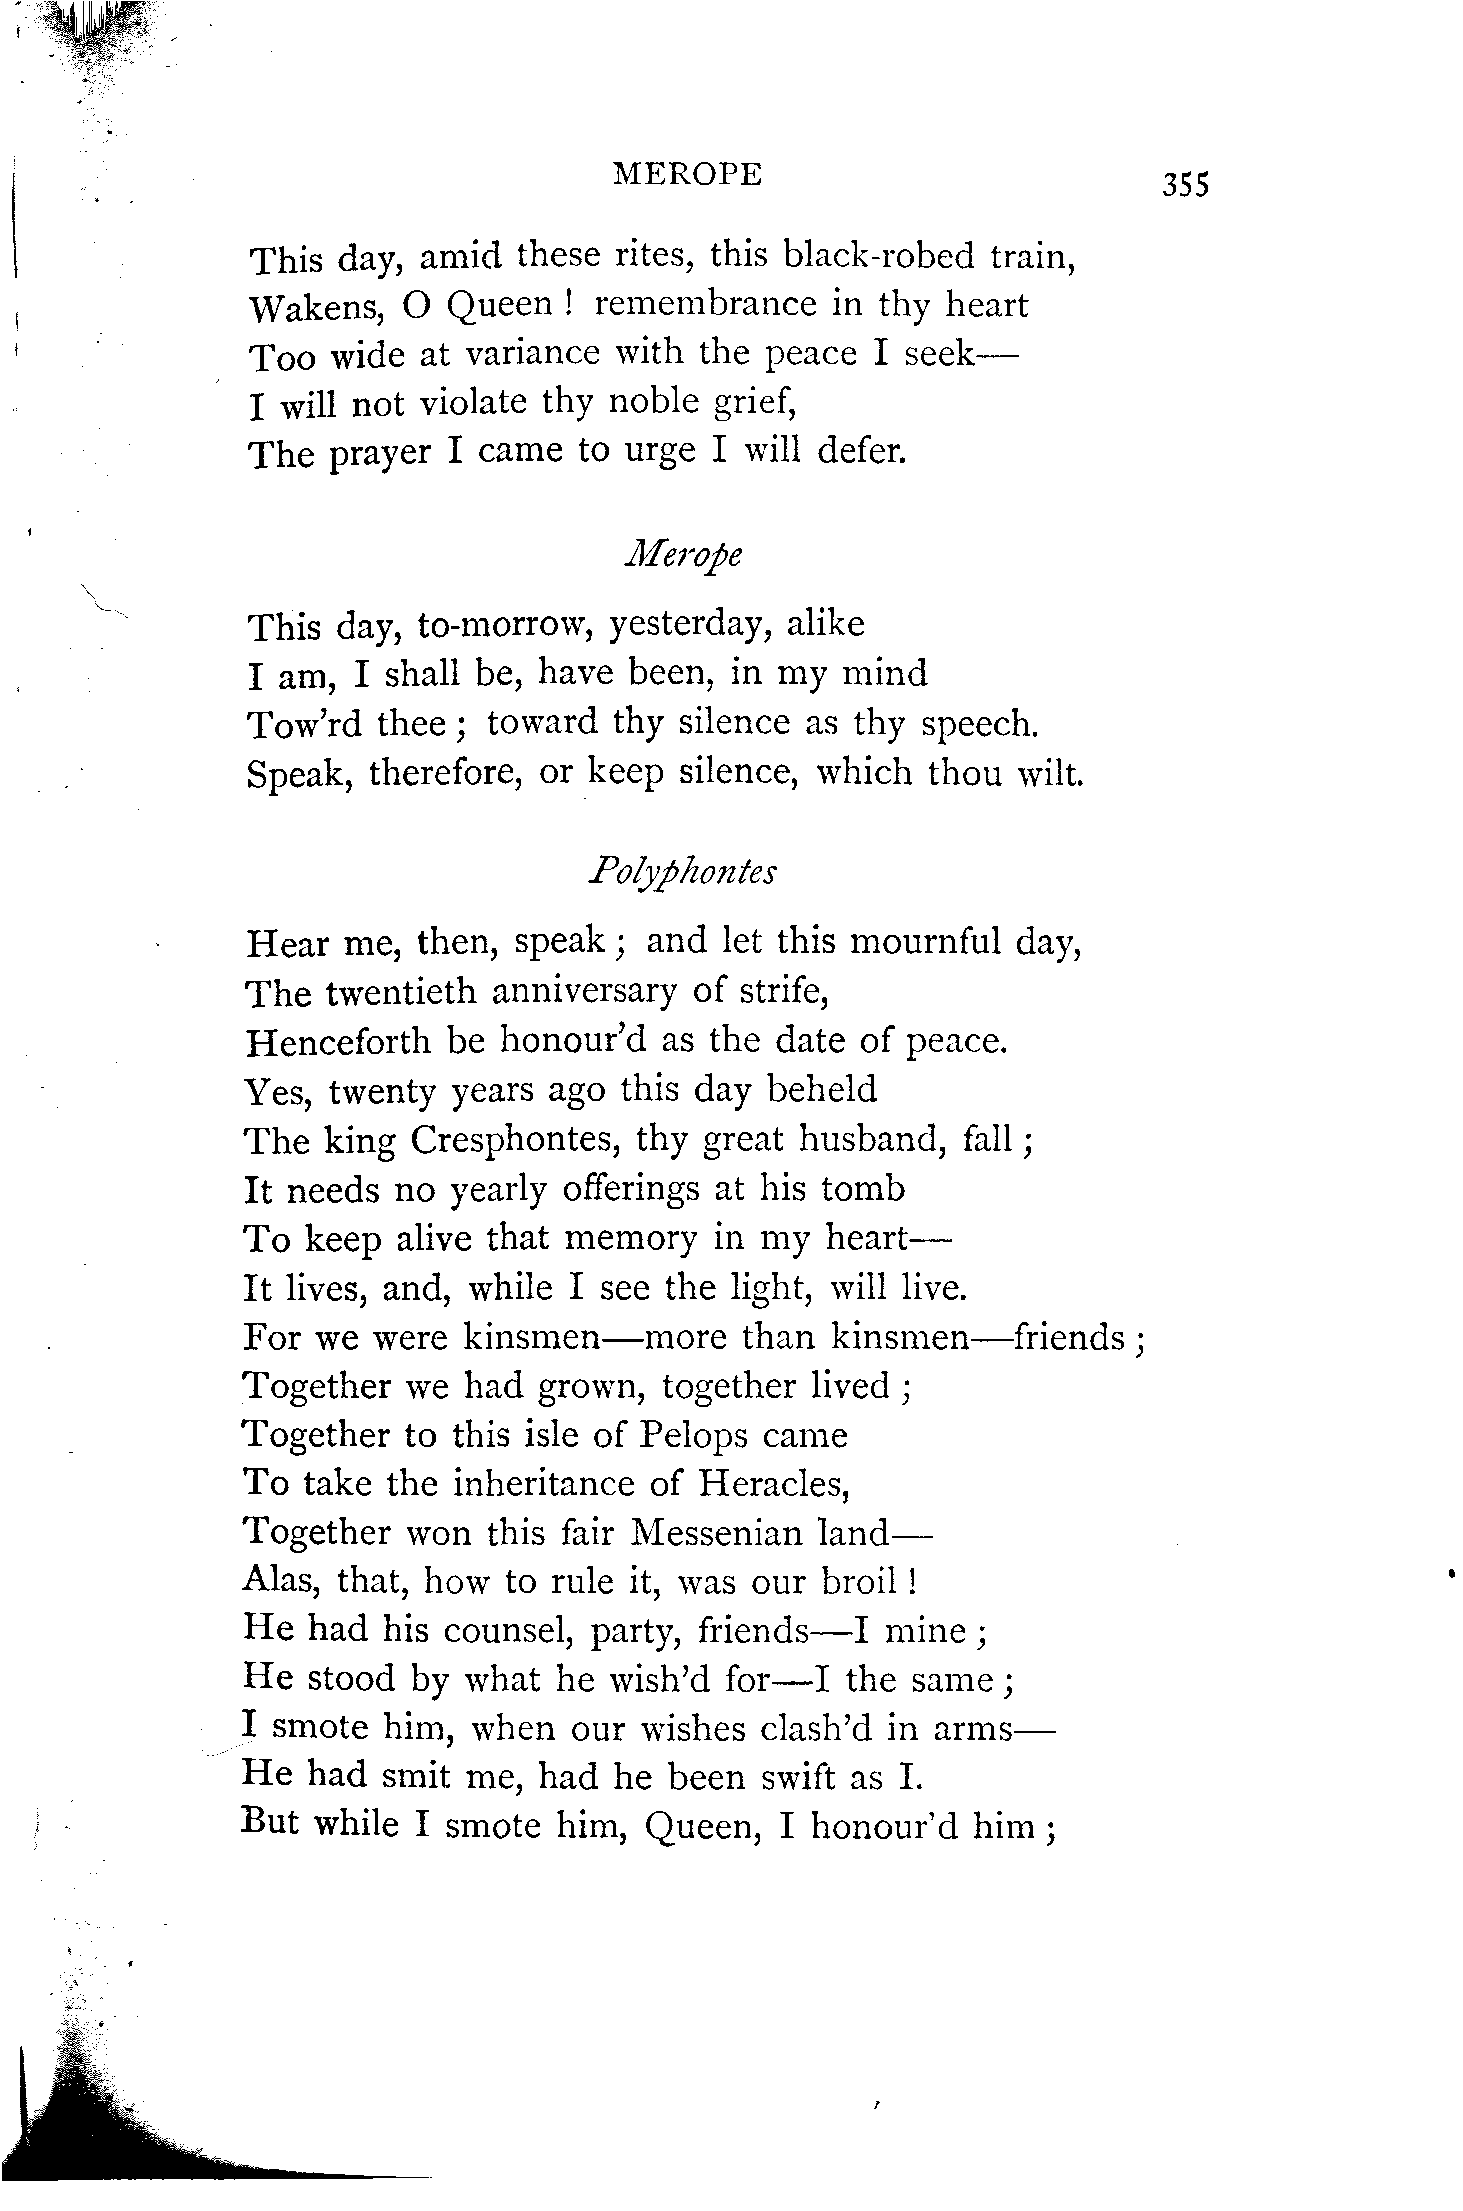 MEROPE 355
This day, amid these rites, this black-robed train,
Wakens, O Queen ! remembrance in thy heart
Too wide at variance with the peace I seek—
I will not violate thy noble grief,
The prayer I came to urge I will defer.
Merope
This day, to-morrow, yesterday, alike
I am, I shall be, have been, in my mind
Tow'rd thee ; toward thy silence as thy speech.
Speak, therefore, or keep silence, which thou wilt.
Polyphontes
Hear me, then, speak ; and let this mournful day,
The twentieth anniversary of strife,
Henceforth be honour'd as the date of peace.
Yes, twenty years ago this day beheld
The king Cresphontes, thy great husband, fall ;
It needs no yearly offerings at his tomb
To keep alive that memory in my heart—
It lives, and, while I see the light, will live.
For we were kinsmen—more than kinsmen—friends ;
Together we had grown, together lived ;
Together to this isle of Pelops came
To take the inheritance of Heracles,
Together won this fair Messenian land—
Alas, that, how to rule it, was our broil !
He had his counsel, party, friends—I mine ;
He stood by what he wish'd for—I the same ;
I smote him, when our wishes clash'd in arms—
He had smit me, had he been swift as I.
But while I smote him, Queen, I honour'd him ;